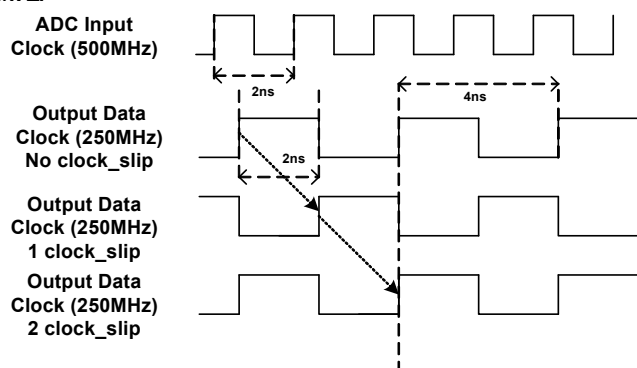 ADC Input
Clock (500MHz)
2ns
4ns
Output Data
Clock (250MHz)
No clock_slip
2ns
Output Data
Clock (250MHz)
1 clock_slip
Output Data
Clock (250MHz)
2 clock_slip